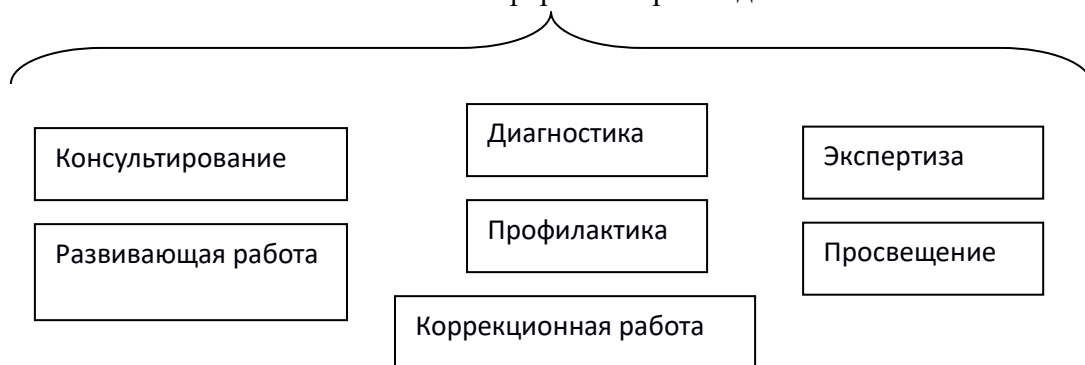 Консультирование
Диагностика
Экспертиза
Развивающая работа
Профилактика
Просвещение
Коррекционная работа